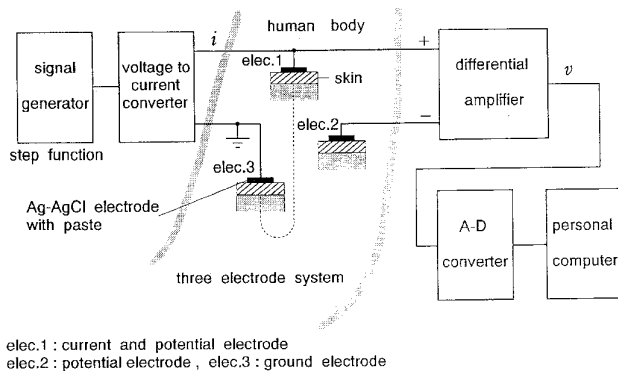 human body
signal
generator
step function
voltage to
current
converter
i
elec.1
skin
+
−
elec.2
elec.3
differential
amplifier
v
Ag-AgCl electrode
with paste
A-D
converter
personal
computer
three electrode system
elec.1 : current and potential electrode
elec.2 : potential electrode , elec.3 : ground electrode